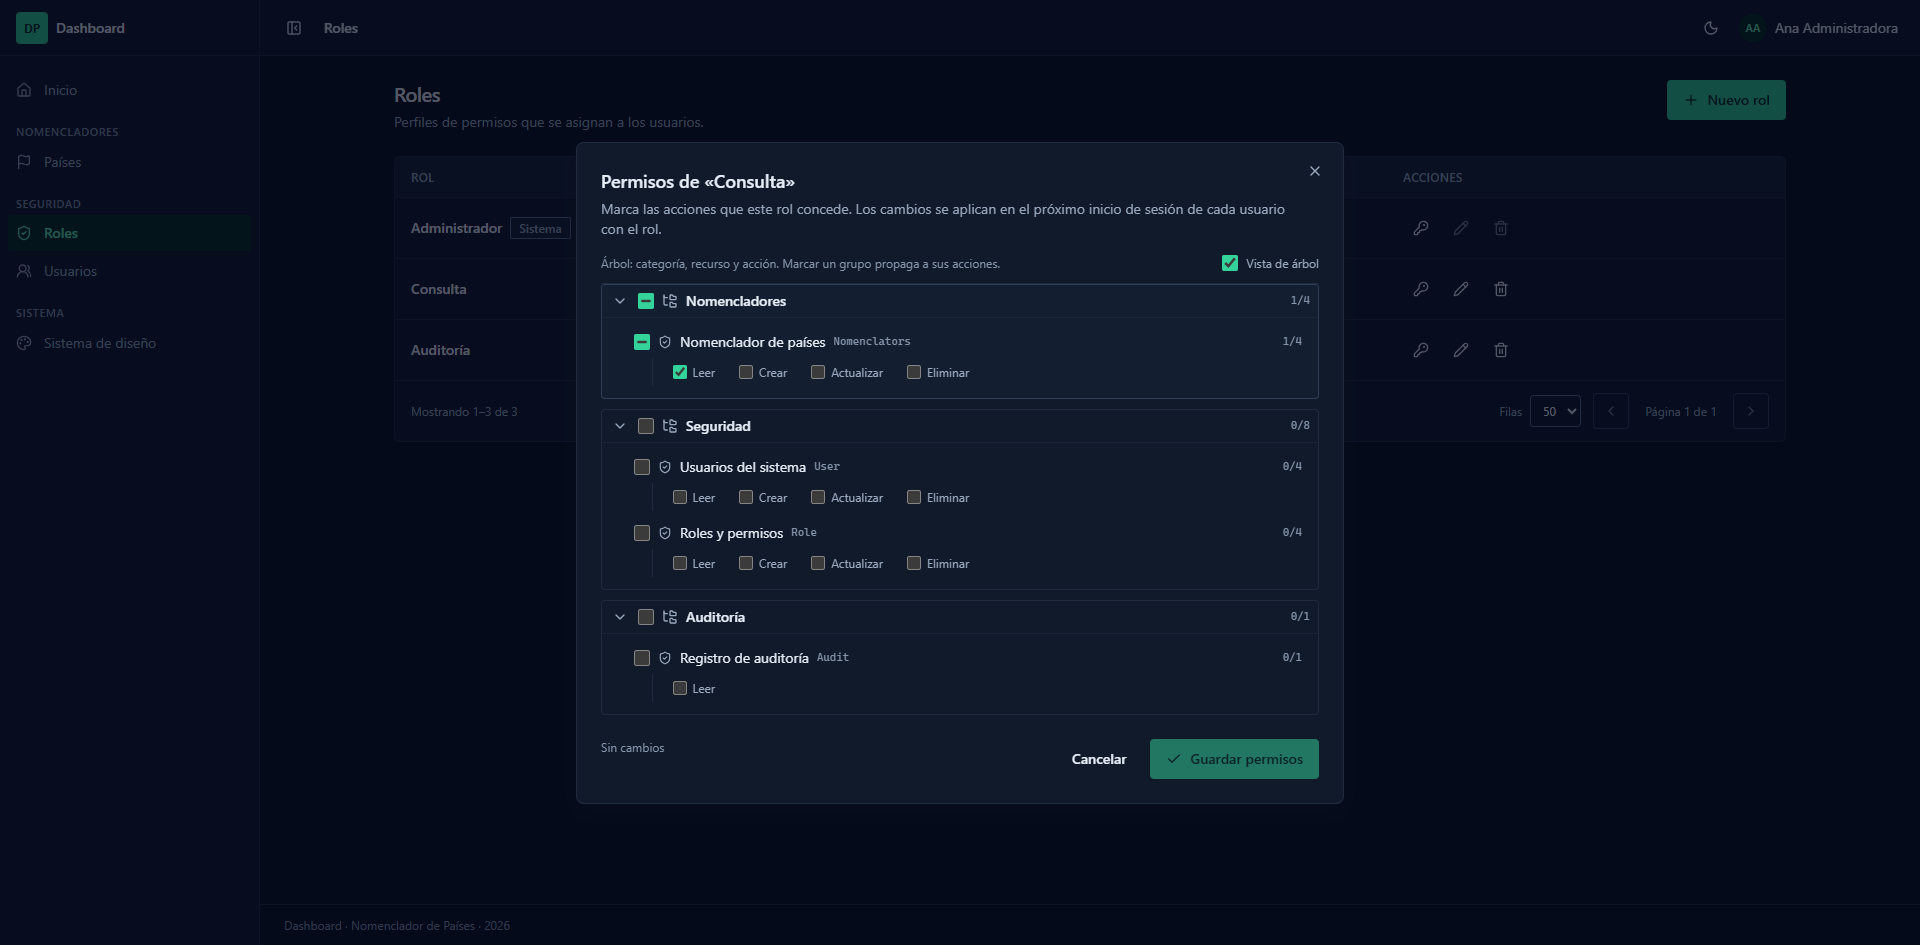 DP Dashboard
Roles
AA Ana Administradora
Inicio
NOMENCLADORES
Países
SEGURIDAD
Roles
Usuarios
SISTEMA
Sistema de diseño
Roles
Perfiles de permisos que se asignan a los usuarios.
Nuevo rol
ROL
ACCIONES
Administrador Sistema
Consulta
Auditoría
Mostrando 1–3 de 3
Filas 50 Página 1 de 1
Permisos de «Consulta»
Marca las acciones que este rol concede. Los cambios se aplican en el próximo inicio de sesión de cada usuario
con el rol.
Árbol: categoría, recurso y acción. Marcar un grupo propaga a sus acciones.
Vista de árbol
Nomencladores 1/4
Nomenclador de países Nomenclators 1/4
Leer Crear Actualizar Eliminar
Seguridad 0/8
Usuarios del sistema User 0/4
Leer Crear Actualizar Eliminar
Roles y permisos Role 0/4
Leer Crear Actualizar Eliminar
Auditoría 0/1
Registro de auditoría Audit 0/1
Leer
Sin cambios
Cancelar
Guardar permisos
Dashboard · Nomenclador de Países · 2026